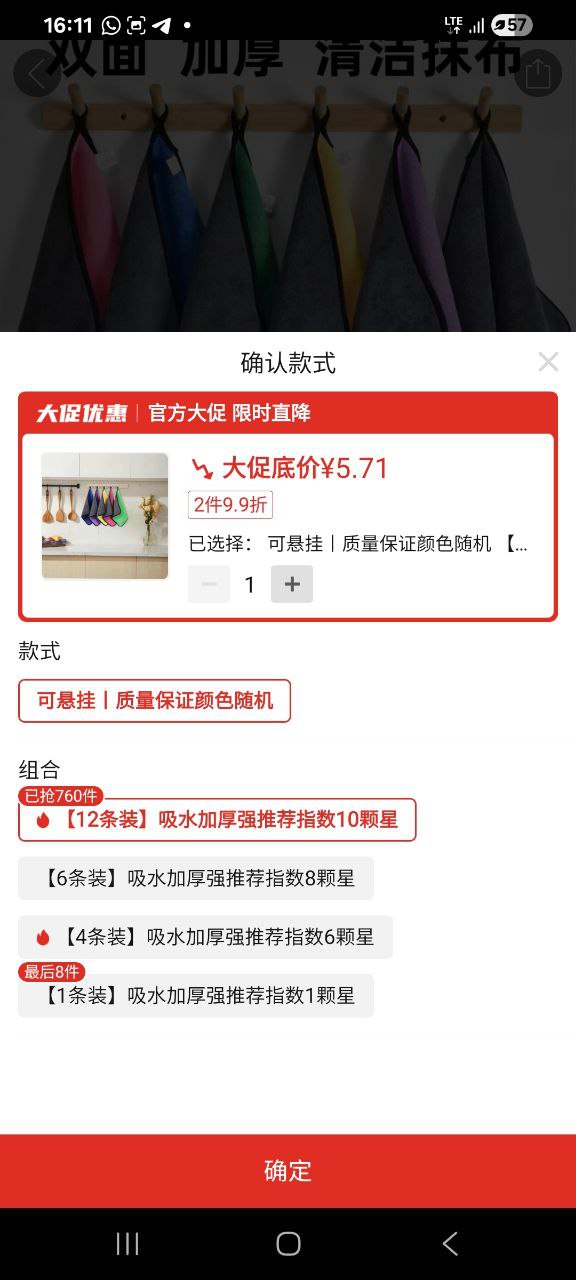 16:11
LTE
57
双面 加厚 清洁抹布
确认款式
大促优惠 | 官方大促 限时直降
大促底价¥5.71
2件9.9折
已选择： 可悬挂丨质量保证颜色随机 【...
1
款式
可悬挂丨质量保证颜色随机
组合
已抢760件
【12条装】吸水加厚强推荐指数10颗星
【6条装】吸水加厚强推荐指数8颗星
【4条装】吸水加厚强推荐指数6颗星
最后8件
【1条装】吸水加厚强推荐指数1颗星
确定